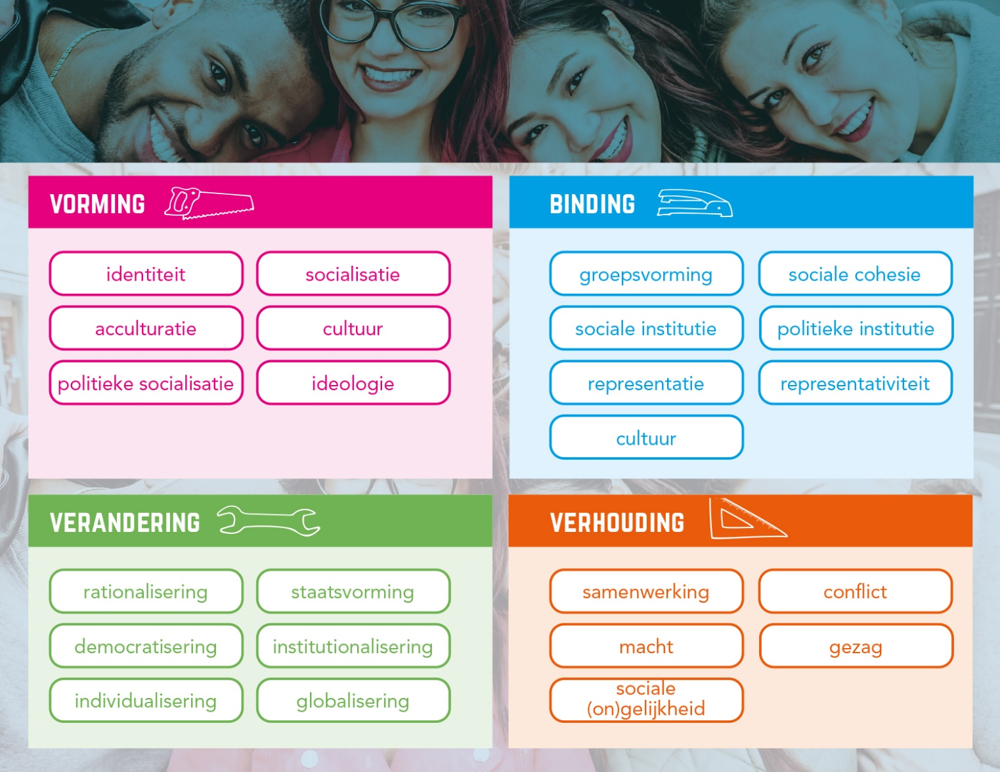 VORMING
identiteit
socialisatie
acculturatie
cultuur
politieke socialisatie
ideologie
BINDING
groepsvorming
sociale cohesie
sociale institutie
politieke institutie
representatie
representativiteit
cultuur
VERANDERING
rationalisering
staatsvorming
democratisering
institutionalisering
individualisering
globalisering
VERHOUDING
samenwerking
conflict
macht
gezag
sociale
(on)gelijkheid